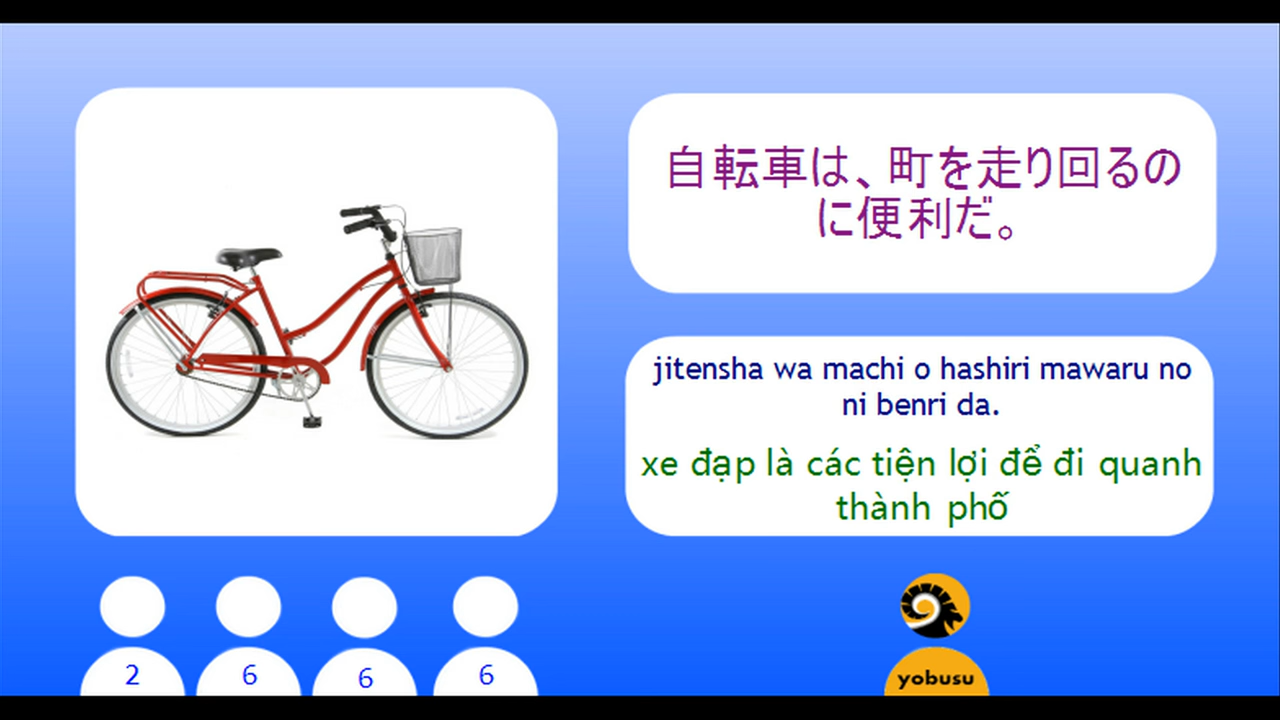 自転車は、町を走り回るの
に便利だ。
jitensha wa machi o hashiri mawaru no
ni benri da.
xe đạp là các tiện lợi để đi quanh
thành phố
2 6 6 6
yobusu